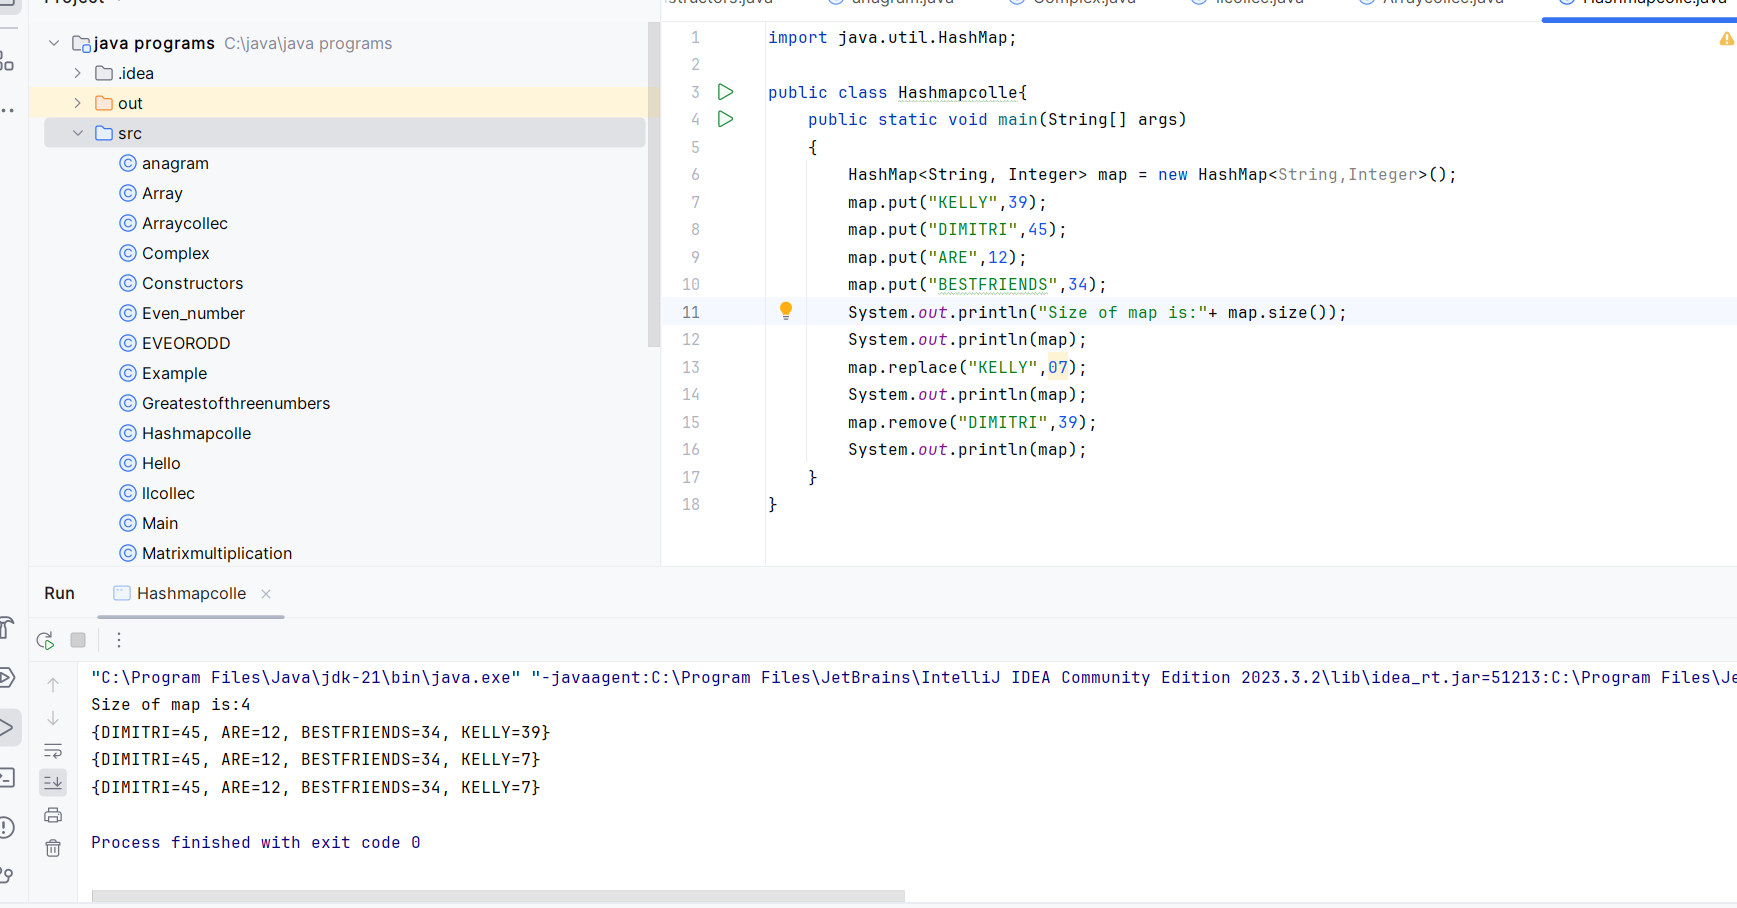 Project
java programs C:\java\java programs
.idea
out
src
anagram
Array
Arraycollec
Complex
Constructors
Even_number
EVEORODD
Example
Greatestofthreenumbers
Hashmapcolle
Hello
llcollec
Main
Matrixmultiplication
structors.java anagram.java Complex.java llcollec.java Arraycollec.java Hashmapcolle.java
1 import java.util.HashMap;
2
3 public class Hashmapcolle{
4 public static void main(String[] args)
5 {
6 HashMap<String, Integer> map = new HashMap<String,Integer>();
7 map.put("KELLY",39);
8 map.put("DIMITRI",45);
9 map.put("ARE",12);
10 map.put("BESTFRIENDS",34);
11 System.out.println("Size of map is:"+ map.size());
12 System.out.println(map);
13 map.replace("KELLY",07);
14 System.out.println(map);
15 map.remove("DIMITRI",39);
16 System.out.println(map);
17 }
18 }
Run Hashmapcolle
"C:\Program Files\Java\jdk-21\bin\java.exe" "-javaagent:C:\Program Files\JetBrains\IntelliJ IDEA Community Edition 2023.3.2\lib\idea_rt.jar=51213:C:\Program Files\Je
Size of map is:4
{DIMITRI=45, ARE=12, BESTFRIENDS=34, KELLY=39}
{DIMITRI=45, ARE=12, BESTFRIENDS=34, KELLY=7}
{DIMITRI=45, ARE=12, BESTFRIENDS=34, KELLY=7}
Process finished with exit code 0